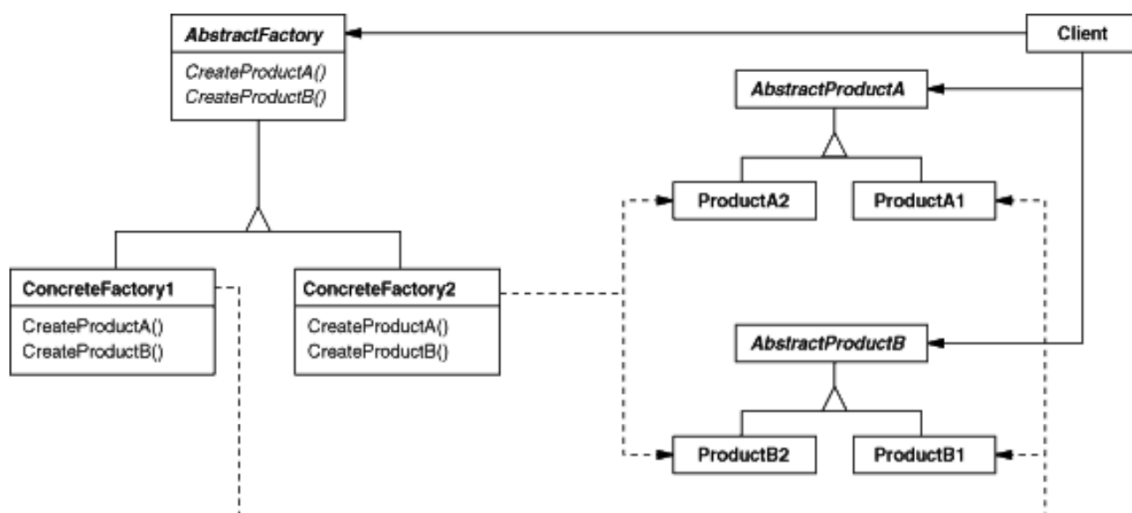 AbstractFactory
CreateProductA()
CreateProductB()
Client
AbstractProductA
ProductA2
ProductA1
ConcreteFactory1
CreateProductA()
CreateProductB()
ConcreteFactory2
CreateProductA()
CreateProductB()
AbstractProductB
ProductB2
ProductB1